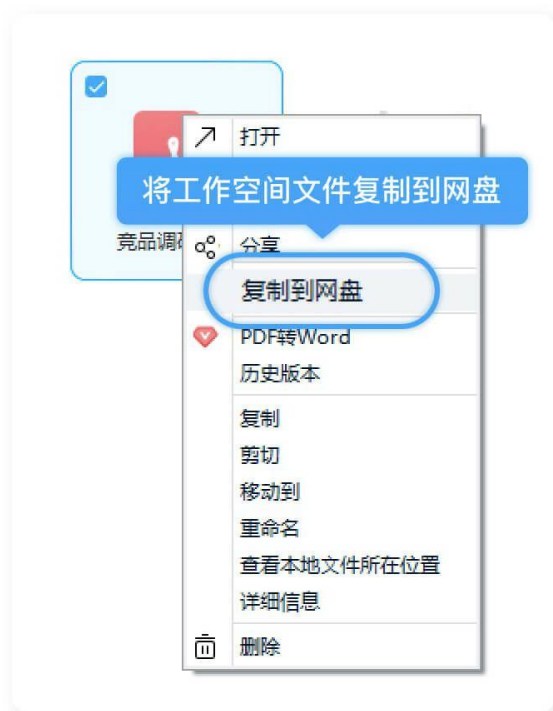 打开
将工作空间文件复制到网盘
竞品调
分享
复制到网盘
PDF转Word
历史版本
复制
剪切
移动到
重命名
查看本地文件所在位置
详细信息
删除